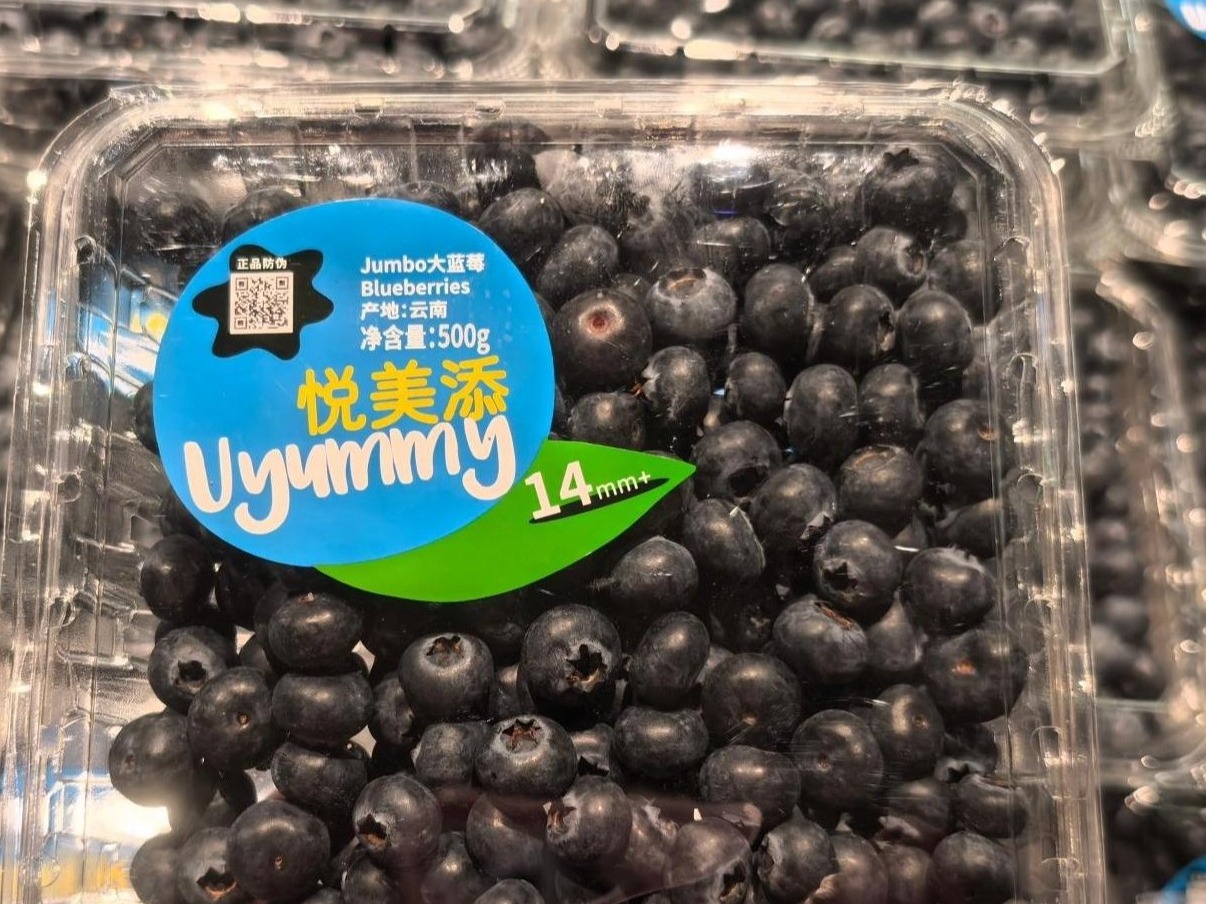 正品防伪
Jumbo大蓝莓
Blueberries
产地:云南
净含量:500g
悦美添
Uyummy
14mm+